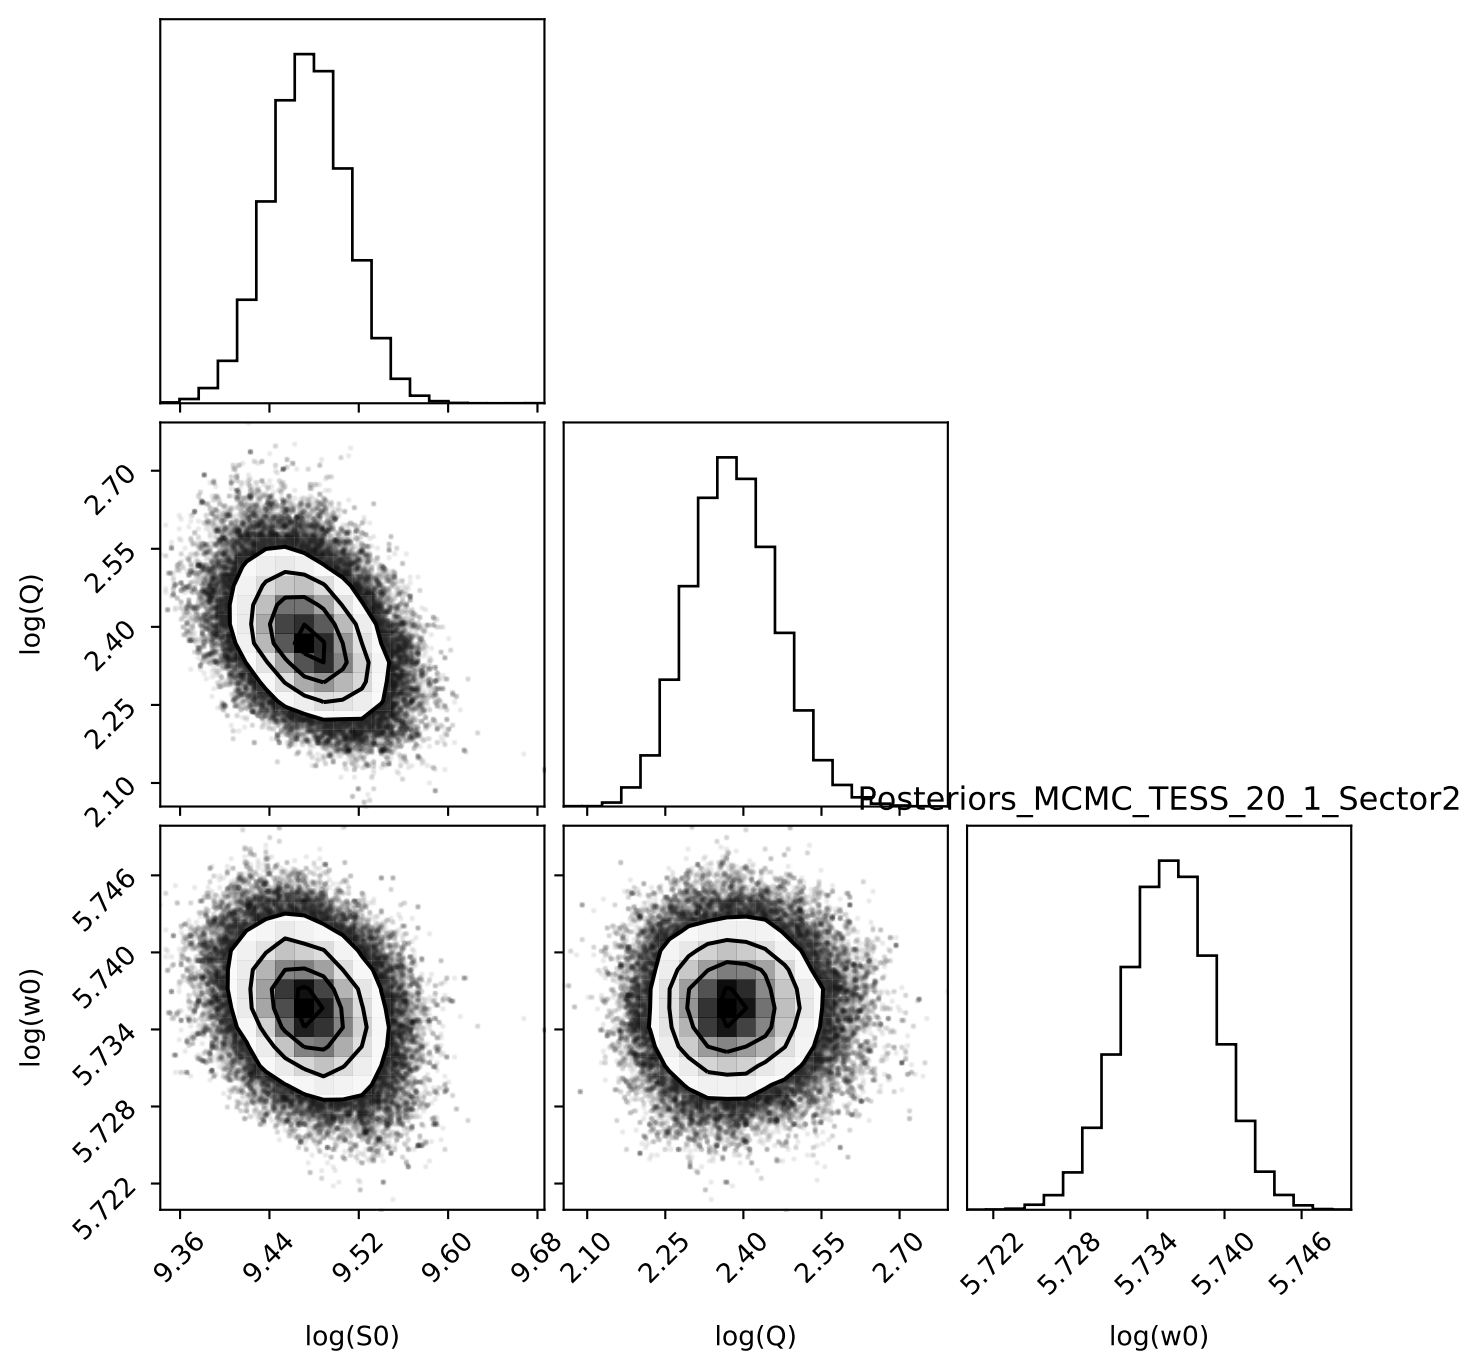 2.70
2.55
2.40
2.25
2.10
log(Q)
Posteriors_MCMC_TESS_20_1_Sector2
5.746
5.740
5.734
5.728
5.722
log(w0)
9.36 9.44 9.52 9.60 9.68 2.10 2.25 2.40 2.55 2.70 5.722 5.728 5.734 5.740 5.746
log(S0) log(Q) log(w0)